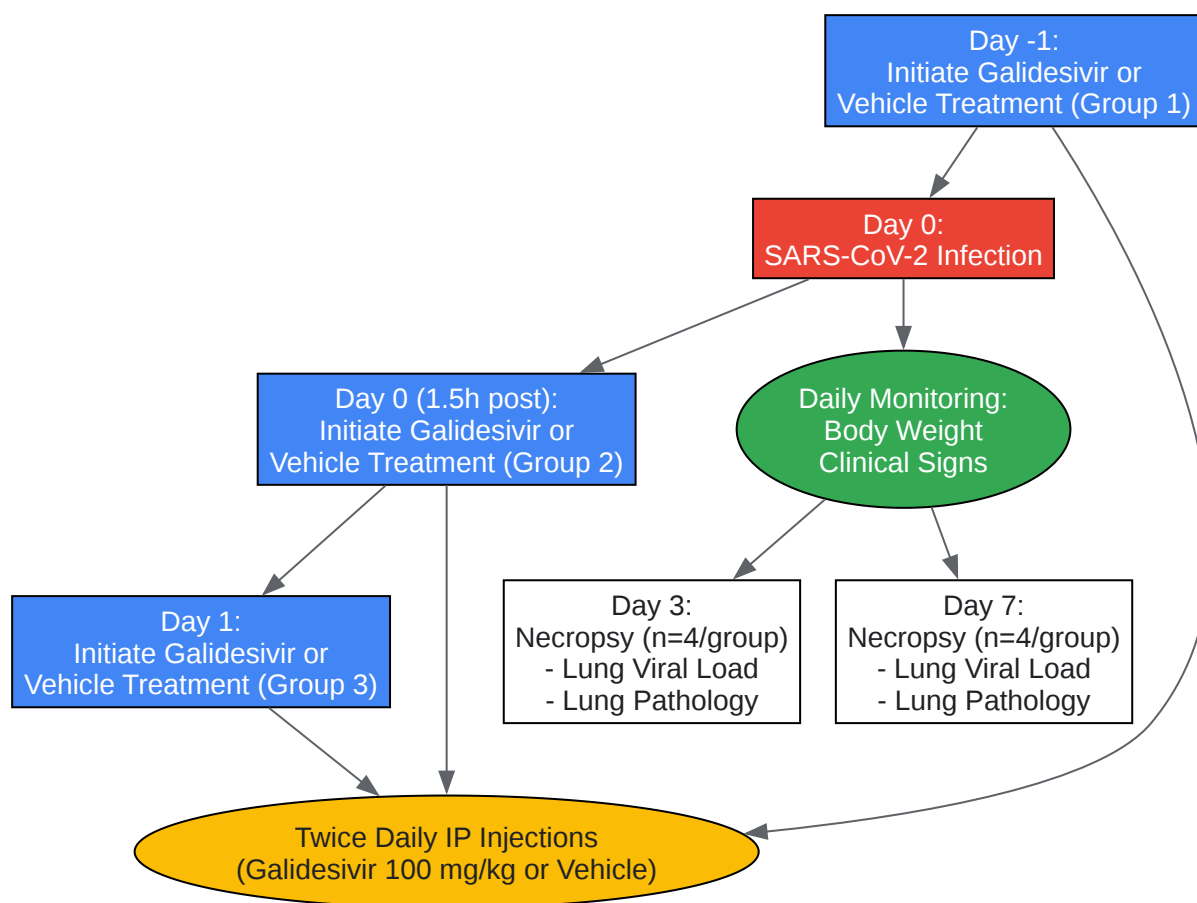 Day -1:
Initiate Galidesivir or
Vehicle Treatment (Group 1)
Day 0:
SARS-CoV-2 Infection
Day 0 (1.5h post):
Initiate Galidesivir or
Vehicle Treatment (Group 2)
Daily Monitoring:
Body Weight
Clinical Signs
Day 1:
Initiate Galidesivir or
Vehicle Treatment (Group 3)
Day 3:
Necropsy (n=4/group)
- Lung Viral Load
- Lung Pathology
Day 7:
Necropsy (n=4/group)
- Lung Viral Load
- Lung Pathology
Twice Daily IP Injections
(Galidesivir 100 mg/kg or Vehicle)